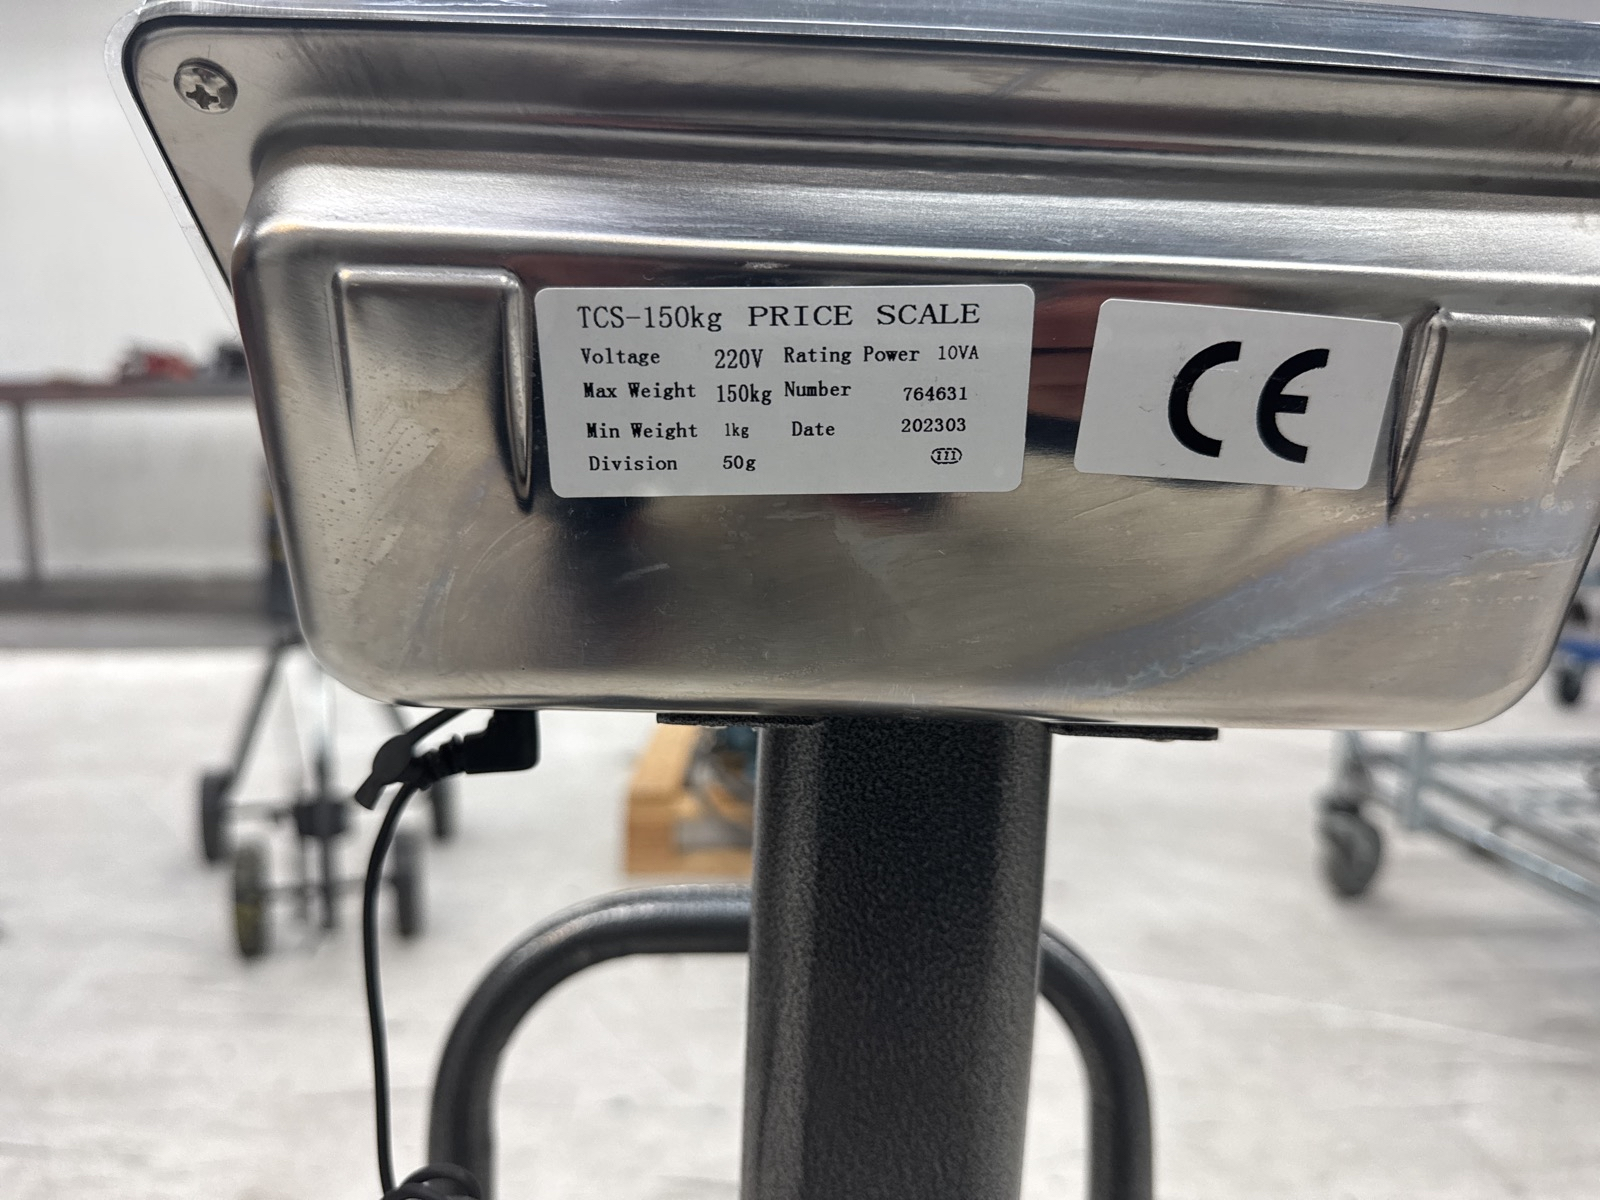 TCS-150kg PRICE SCALE
Voltage 220V Rating Power 10VA
Max Weight 150kg Number 764631
Min Weight 1kg Date 202303
Division 50g III
CE